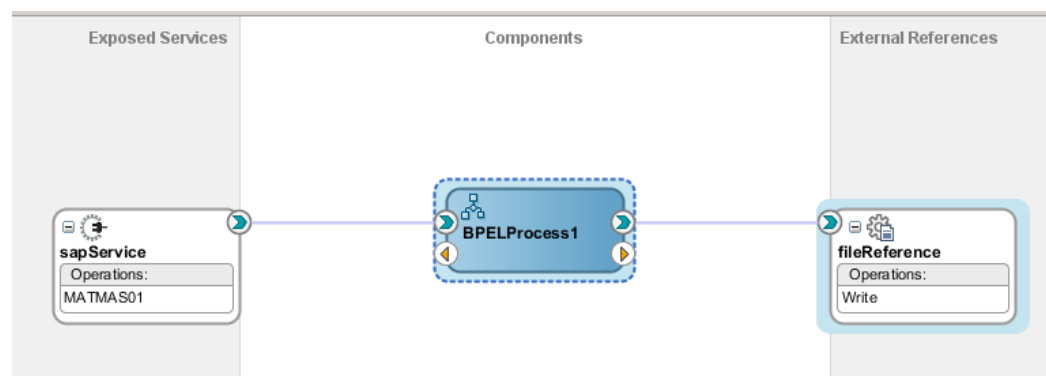 Exposed Services
Components
External References
BPELProcess1
sapService
Operations:
MATMAS01
fileReference
Operations:
Write